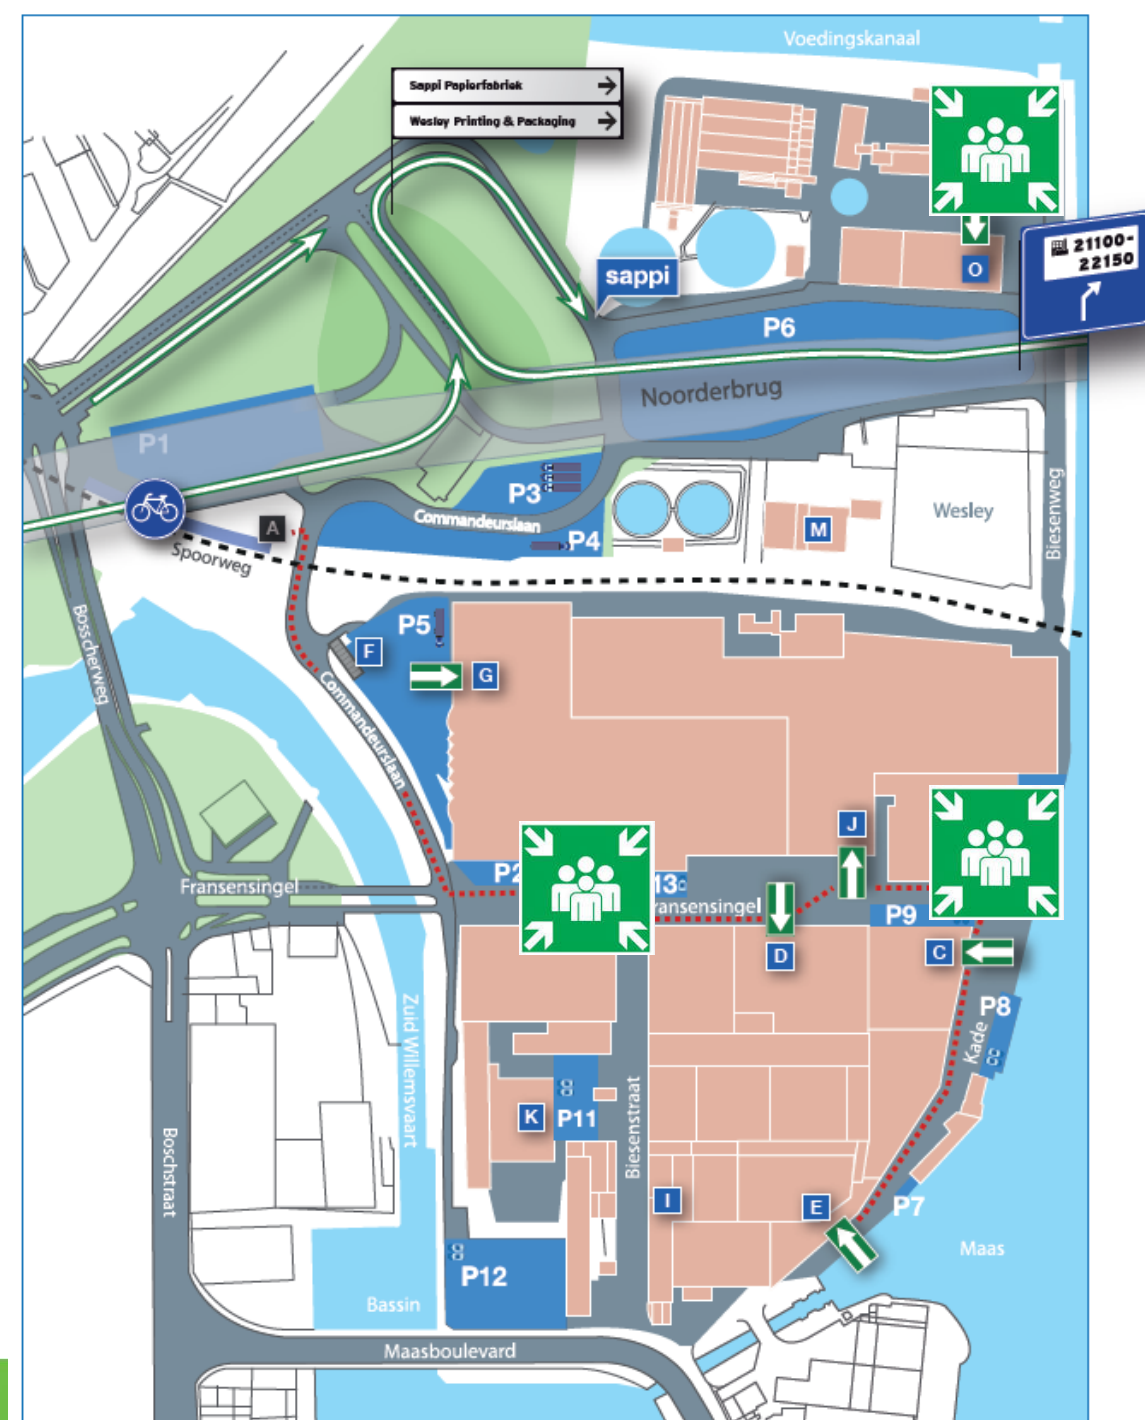 Voedingskanaal
Sappi Papierfabriek
Wesley Printing & Packaging
21100-
22150
sappi
O
P6
Noorderbrug
P1
P3
Commandeurslaan
P4
A
Spoorweg
M
Wesley
Biesenweg
Bosscherweg
P5
F
G
Commandeurslaan
J
P2
13
Fransensingel
ransensingel
P9
D
C
P8
Kade
Zuid Willemsvaart
K
P11
Biesenstraat
Boschstraat
I
E
P7
Maas
P12
Bassin
Maasboulevard